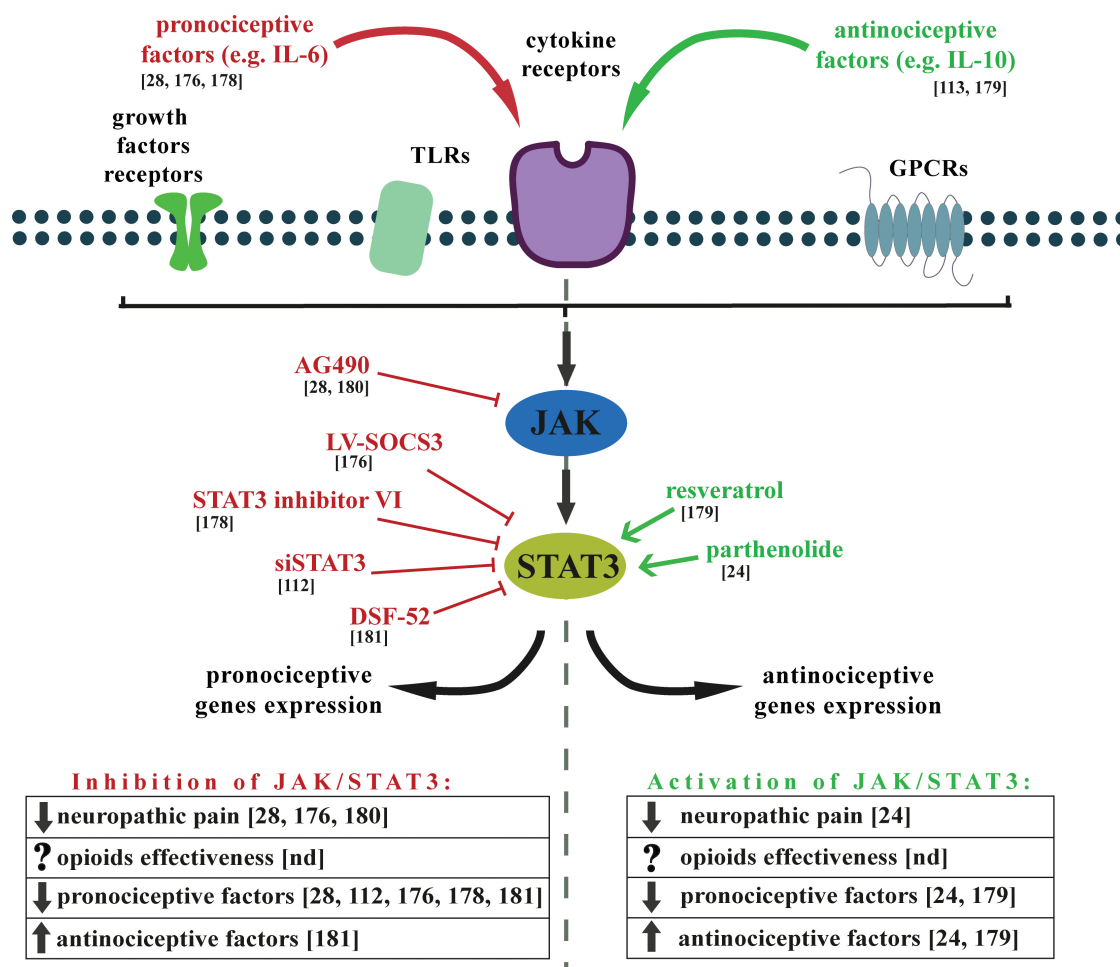 pronociceptive
factors (e.g. IL-6)
[28, 176, 178]
cytokine
receptors
antinociceptive
factors (e.g. IL-10)
[113, 179]
growth
factors
receptors
TLRs
GPCRs
AG490
[28, 180]
JAK
LV-SOCS3
[176]
STAT3 inhibitor VI
[178]
siSTAT3
[112]
DSF-52
[181]
STAT3
resveratrol
[179]
parthenolide
[24]
pronociceptive
genes expression
antinociceptive
genes expression
Inhibition of JAK/STAT3:
neuropathic pain [28, 176, 180]
? opioids effectiveness [nd]
pronociceptive factors [28, 112, 176, 178, 181]
antinociceptive factors [181]
Activation of JAK/STAT3:
neuropathic pain [24]
? opioids effectiveness [nd]
pronociceptive factors [24, 179]
antinociceptive factors [24, 179]